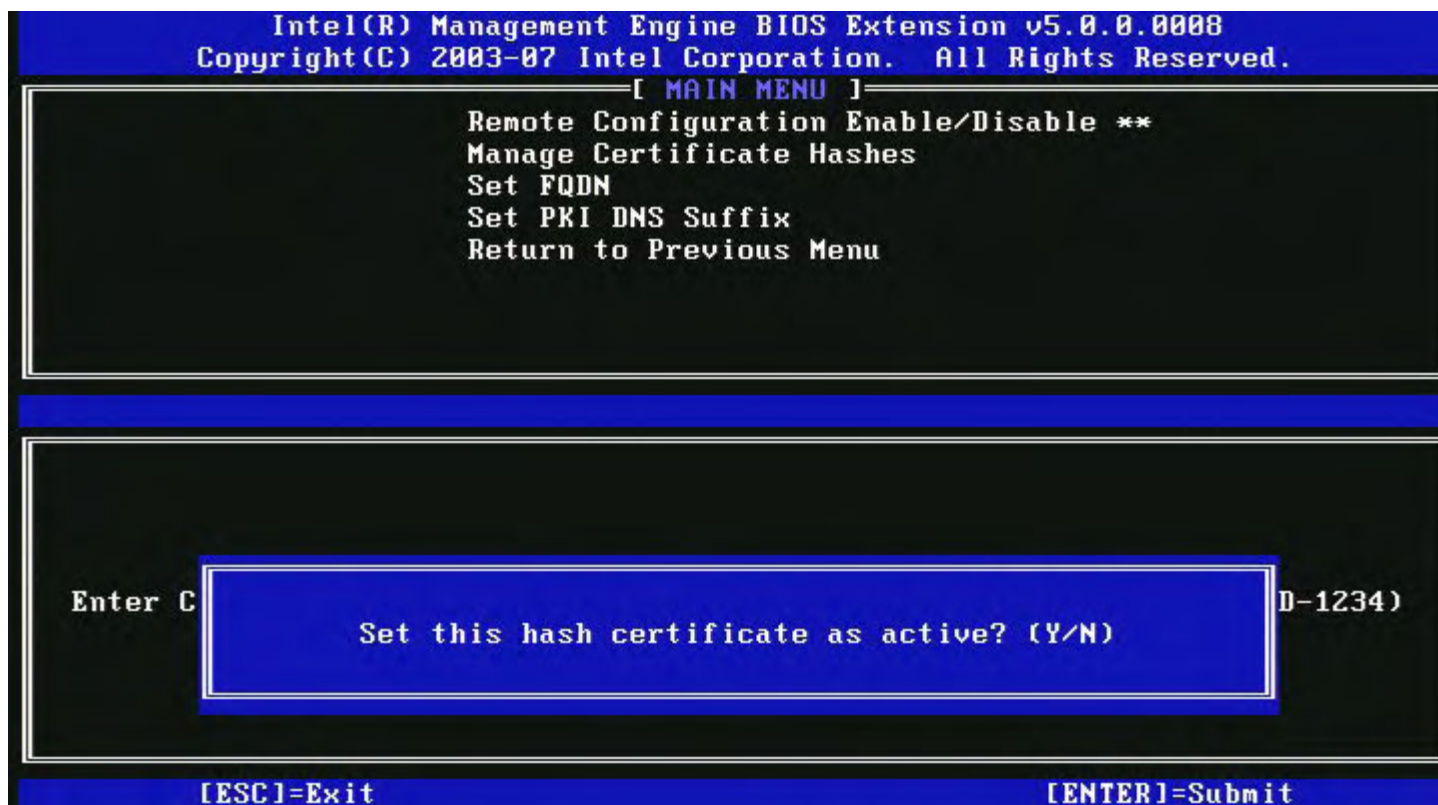 Intel(R) Management Engine BIOS Extension v5.0.0.0008
Copyright(C) 2003-07 Intel Corporation.  All Rights Reserved.
[ MAIN MENU ]
Remote Configuration Enable/Disable **
Manage Certificate Hashes
Set FQDN
Set PKI DNS Suffix
Return to Previous Menu
Enter C D-1234)
Set this hash certificate as active? (Y/N)
[ESC]=Exit [ENTER]=Submit